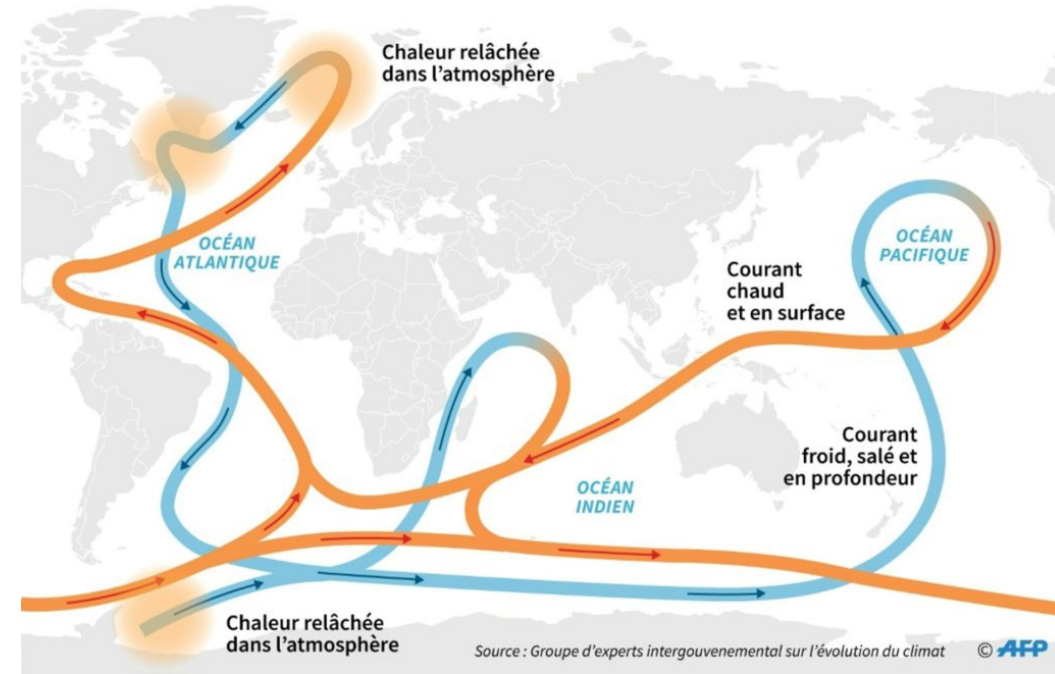 Chaleur relâchée
dans l'atmosphère
OCÉAN
ATLANTIQUE
OCÉAN
PACIFIQUE
Courant
chaud
et en surface
Courant
froid, salé et
en profondeur
OCÉAN
INDIEN
Chaleur relâchée
dans l'atmosphère
Source : Groupe d'experts intergouvenemental sur l'évolution du climat
© AFP